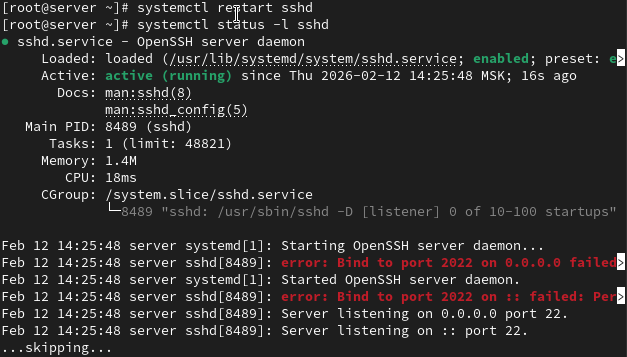 [root@server ~]# systemctl restart sshd
[root@server ~]# systemctl status -l sshd
● sshd.service - OpenSSH server daemon
Loaded: loaded (/usr/lib/systemd/system/sshd.service; enabled; preset: e>
Active: active (running) since Thu 2026-02-12 14:25:48 MSK; 16s ago
Docs: man:sshd(8)
man:sshd_config(5)
Main PID: 8489 (sshd)
Tasks: 1 (limit: 48821)
Memory: 1.4M
CPU: 18ms
CGroup: /system.slice/sshd.service
└─8489 "sshd: /usr/sbin/sshd -D [listener] 0 of 10-100 startups"
Feb 12 14:25:48 server systemd[1]: Starting OpenSSH server daemon...
Feb 12 14:25:48 server sshd[8489]: error: Bind to port 2022 on 0.0.0.0 failed>
Feb 12 14:25:48 server systemd[1]: Started OpenSSH server daemon.
Feb 12 14:25:48 server sshd[8489]: error: Bind to port 2022 on :: failed: Per>
Feb 12 14:25:48 server sshd[8489]: Server listening on 0.0.0.0 port 22.
Feb 12 14:25:48 server sshd[8489]: Server listening on :: port 22.
...skipping...